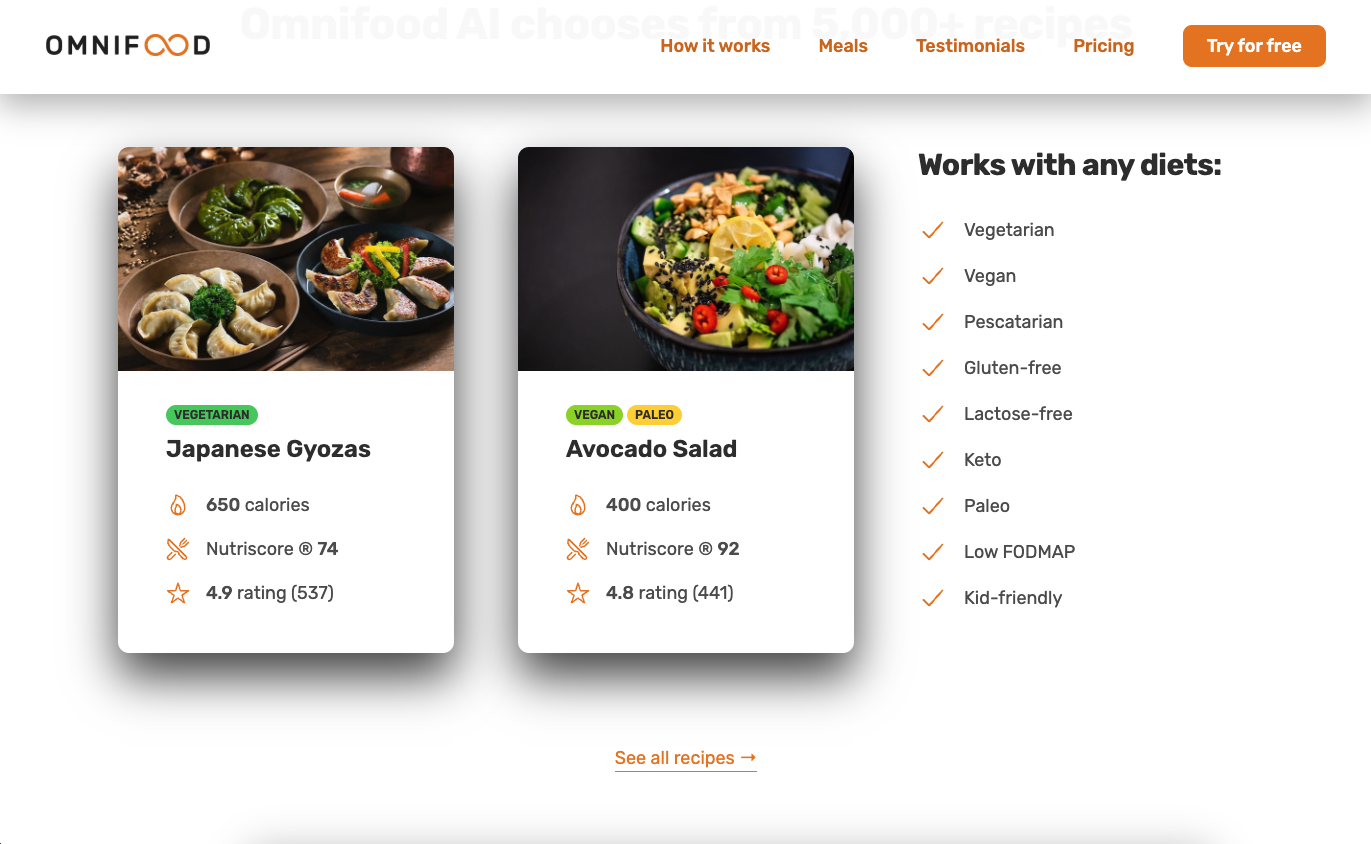 Omnifood AI chooses from 5,000+ recipes
OMNIFOOD
How it works
Meals
Testimonials
Pricing
Try for free
VEGETARIAN
Japanese Gyozas
650 calories
Nutriscore ® 74
4.9 rating (537)
VEGAN
PALEO
Avocado Salad
400 calories
Nutriscore ® 92
4.8 rating (441)
Works with any diets:
Vegetarian
Vegan
Pescatarian
Gluten-free
Lactose-free
Keto
Paleo
Low FODMAP
Kid-friendly
See all recipes →